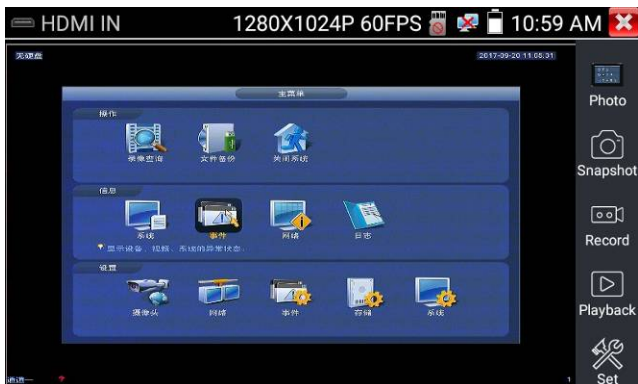 HDMI IN 1280X1024P 60FPS 10:59 AM
无硬盘 2017-09-20 11:05:31
主菜单
操作
录像查询 文件备份 关闭系统
信息
系统 事件 网络 日志
显示设备、视频、系统的异常状态。
设置
摄像头 网络 事件 存储 系统
通道一 ? 1
Photo
Snapshot
Record
Playback
Set